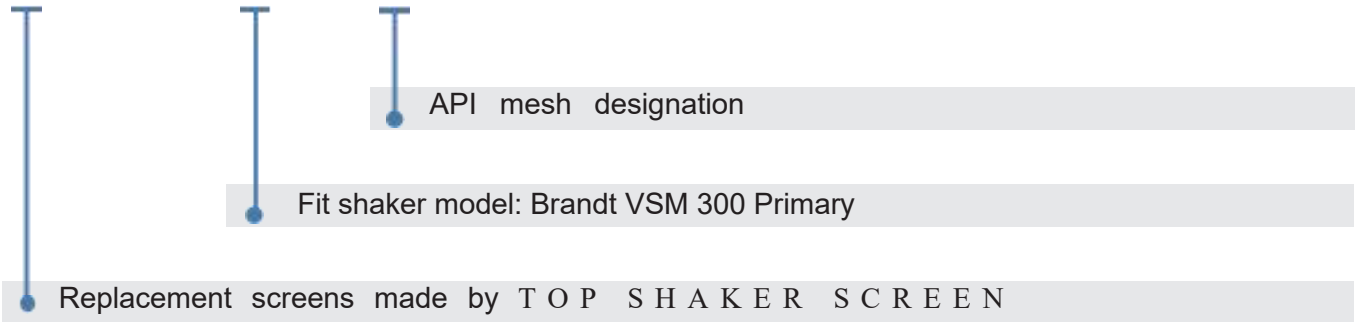 API mesh designation
Fit shaker model: Brandt VSM 300 Primary
Replacement screens made by TOP SHAKER SCREEN